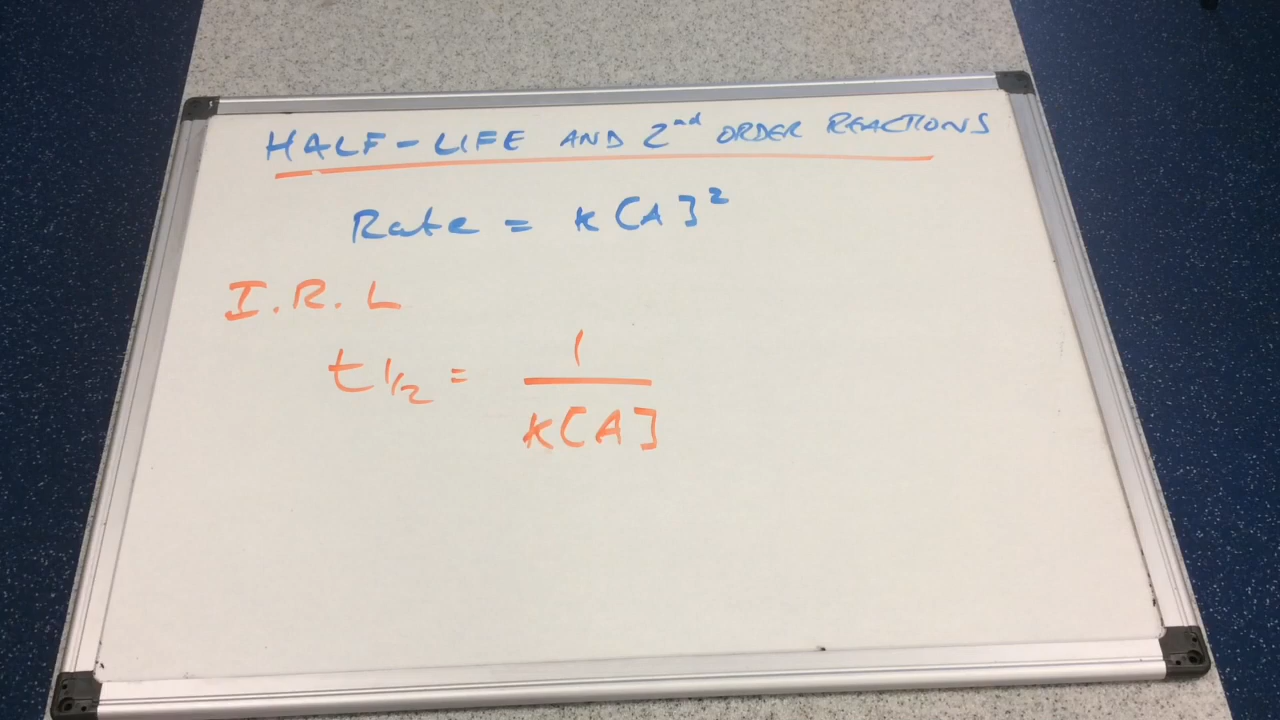 HALF-LIFE AND 2nd ORDER REACTIONS
Rate = k[A]²
I.R.L
t1/2 = 1
k[A]